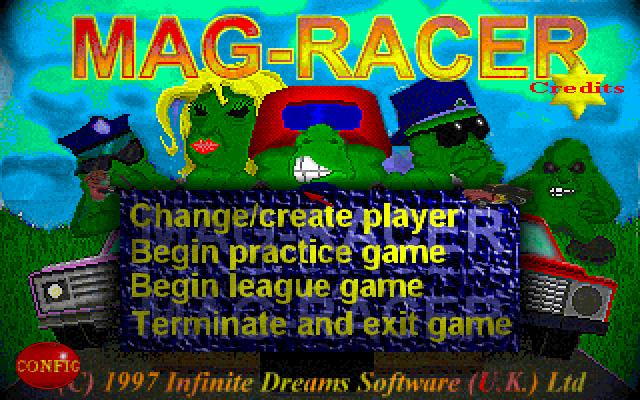 MAG-RACER
Credits
Change/create player
Begin practice game
Begin league game
Terminate and exit game
CONFIG
(C) 1997 Infinite Dreams Software (U.K.) Ltd